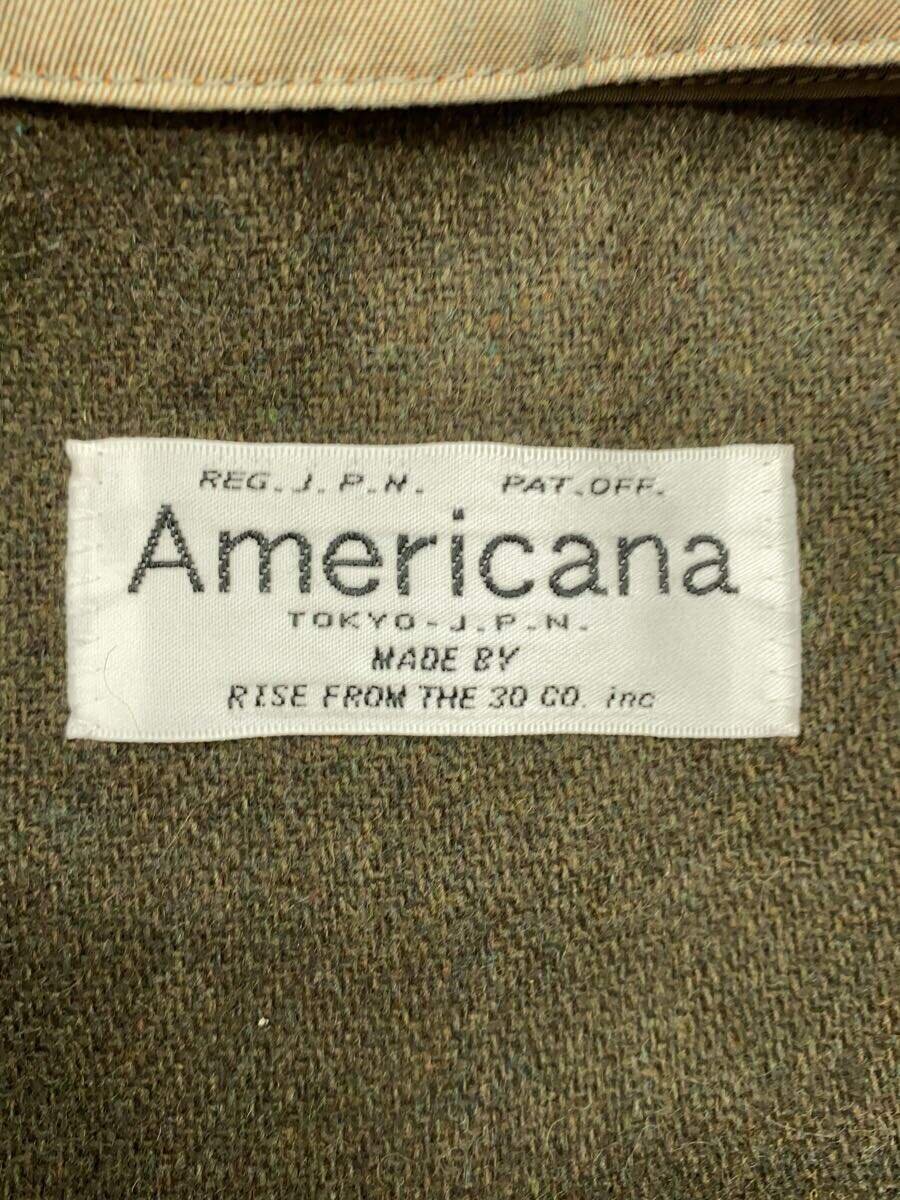 REG.J.P.N. PAT.OFF.
Americana
TOKYO-J.P.N.
MADE BY
RISE FROM THE 30 CO. inc